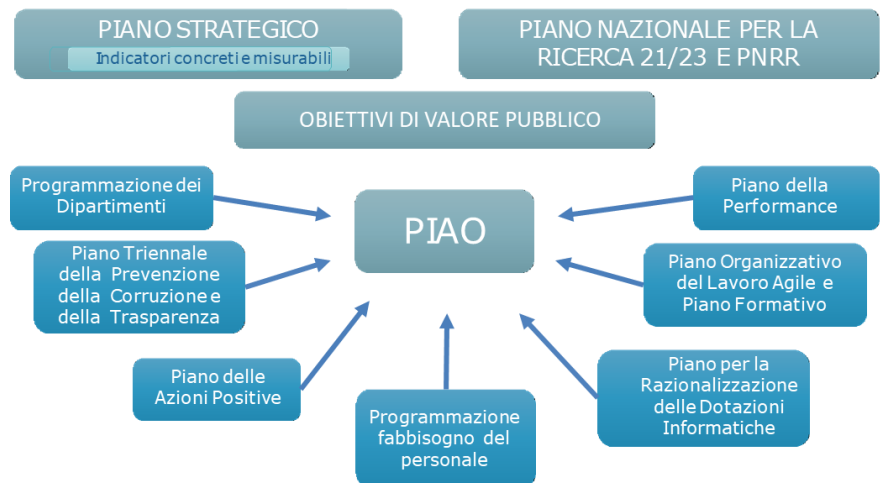 PIANO STRATEGICO
Indicatori concreti e misurabili
PIANO NAZIONALE PER LA
RICERCA 21/23 E PNRR
OBIETTIVI DI VALORE PUBBLICO
Programmazione dei
Dipartimenti
Piano della
Performance
PIAO
Piano Triennale
della Prevenzione
della Corruzione e
della Trasparenza
Piano Organizzativo
del Lavoro Agile e
Piano Formativo
Piano delle
Azioni Positive
Programmazione
fabbisogno del
personale
Piano per la
Razionalizzazione
delle Dotazioni
Informatiche